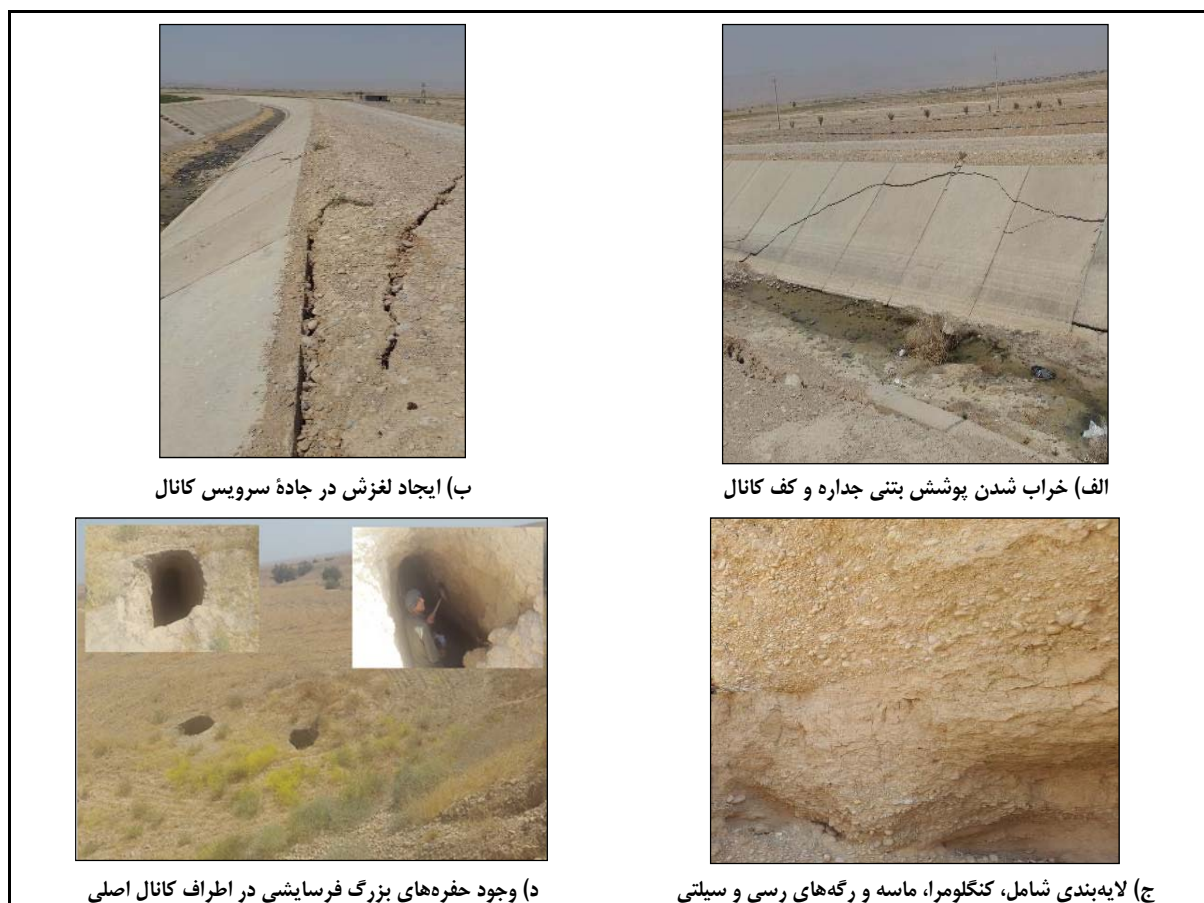 الف) خراب شدن پوشش بتنی جداره و کف کانال
ب) ایجاد لغزش در جادۀ سرویس کانال
ج) لایه‌بندی شامل، کنگلومرا، ماسه و رگه‌های رسی و سیلتی
د) وجود حفره‌های بزرگ فرسایشی در اطراف کانال اصلی